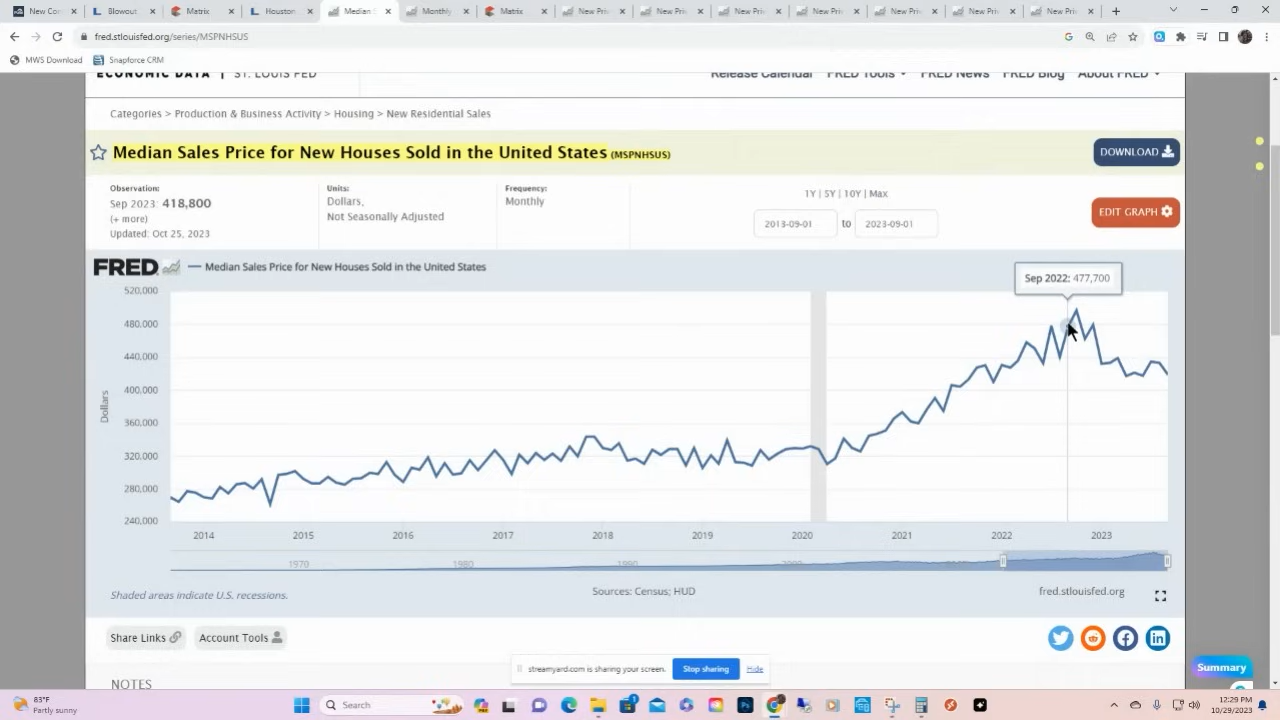 New Con
Blowout
Matrix
Houston
Median S
Monthly
Matrix
New Priv
New Priv
New Priv
New Priv
New Priv
New Priv
New Priv
fred.stlouisfed.org/series/MSPNHSUS
MWS Download
Snapforce CRM
ECONOMIC DATA | ST. LOUIS FED
Release Calendar FRED Tools FRED News FRED Blog About FRED
Categories > Production & Business Activity > Housing > New Residential Sales
Median Sales Price for New Houses Sold in the United States (MSPNHSUS)
DOWNLOAD
Observation:
Sep 2023: 418,800
(+ more)
Updated: Oct 25, 2023
Units:
Dollars,
Not Seasonally Adjusted
Frequency:
Monthly
1Y | 5Y | 10Y | Max
2013-09-01 to 2023-09-01
EDIT GRAPH
FRED
Median Sales Price for New Houses Sold in the United States
Sep 2022: 477,700
520,000
480,000
440,000
400,000
360,000
320,000
280,000
240,000
Dollars
2014 2015 2016 2017 2018 2019 2020 2021 2022 2023
1970 1980 1990 2000
Shaded areas indicate U.S. recessions.
Sources: Census; HUD
fred.stlouisfed.org
Share Links
Account Tools
streamyard.com is sharing your screen.
Stop sharing
Hide
Summary
NOTES
83°F
Partly sunny
Search
12:29 PM
10/29/2023